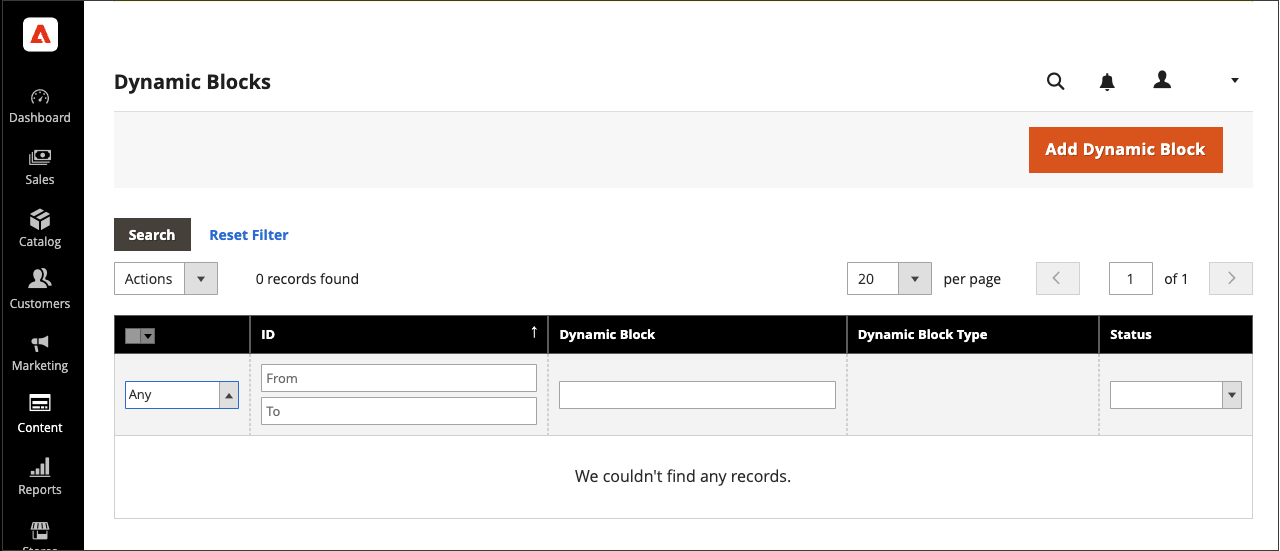 Dynamic Blocks
Dashboard
Add Dynamic Block
Sales
Search Reset Filter
Catalog
Actions 0 records found 20 per page 1 of 1
Customers
ID ↑ Dynamic Block Dynamic Block Type Status
Marketing
From
Any
To
Content
We couldn't find any records.
Reports
Stores